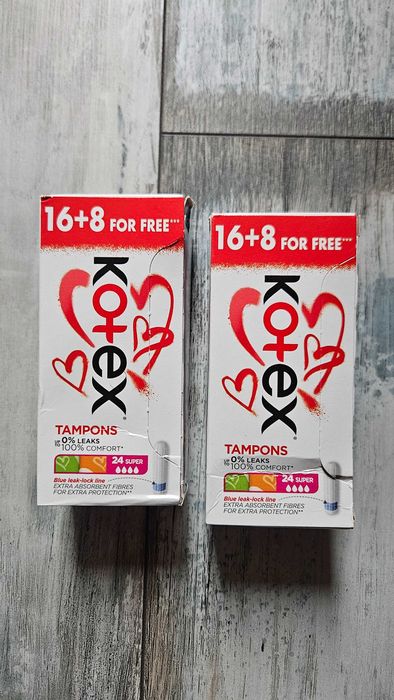 16+8 FOR FREE***
Kotex
TAMPONS
UP TO 0% LEAKS
100% COMFORT*
24 SUPER
Blue leak-lock line
EXTRA ABSORBENT FIBRES
FOR EXTRA PROTECTION**
16+8 FOR FREE***
Kotex
TAMPONS
UP TO 0% LEAKS
100% COMFORT*
24 SUPER
Blue leak-lock line
EXTRA ABSORBENT FIBRES
FOR EXTRA PROTECTION**